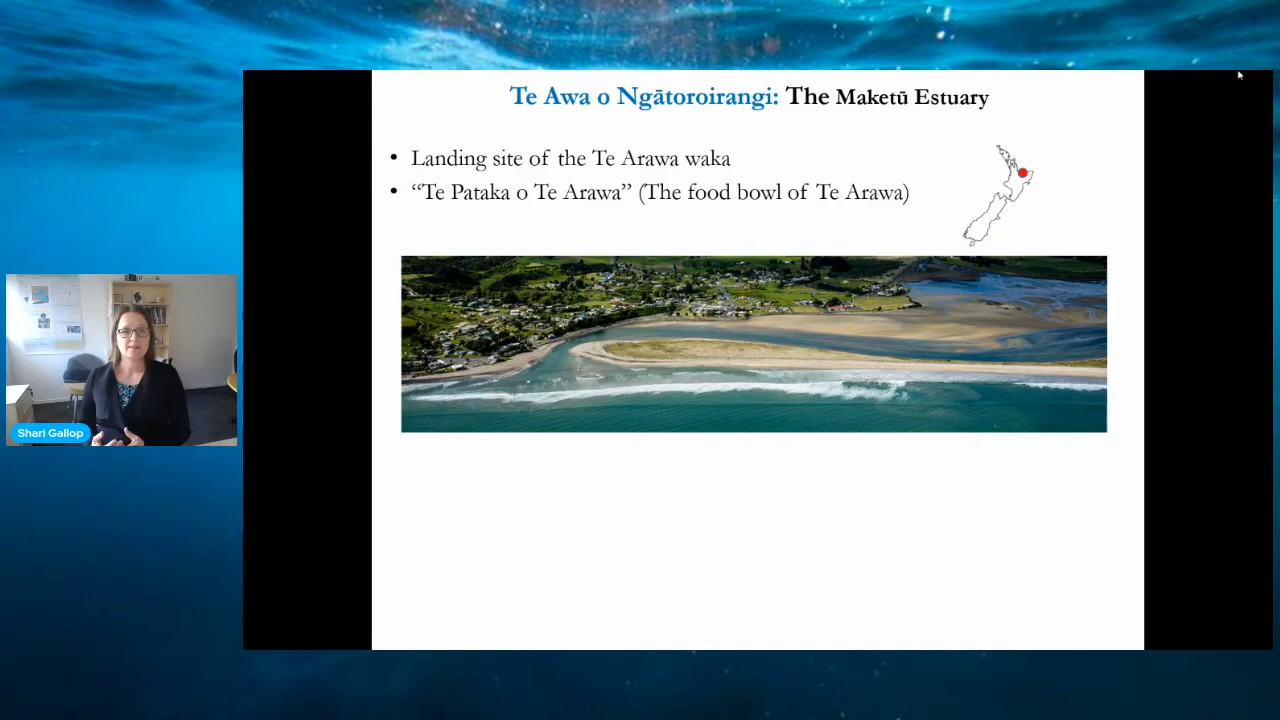 Te Awa o Ngātoroirangi: The Maketū Estuary
• Landing site of the Te Arawa waka
• “Te Pataka o Te Arawa” (The food bowl of Te Arawa)
Shari Gallop